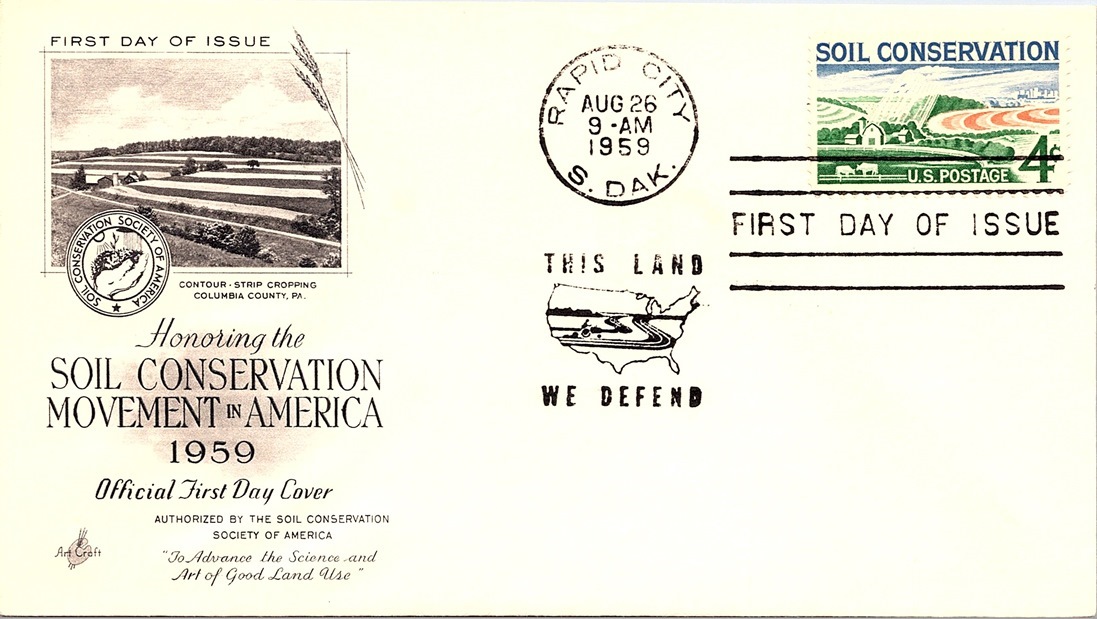 FIRST DAY OF ISSUE
SOIL CONSERVATION SOCIETY OF AMERICA
CONTOUR-STRIP CROPPING
COLUMBIA COUNTY, PA.
Honoring the
SOIL CONSERVATION
MOVEMENT IN AMERICA
1959
Official First Day Cover
AUTHORIZED BY THE SOIL CONSERVATION
SOCIETY OF AMERICA
"To Advance the Science and
Art of Good Land Use"
Art Craft
RAPID CITY
AUG 26
9-AM
1959
S. DAK.
THIS LAND
WE DEFEND
SOIL CONSERVATION
U.S. POSTAGE 4¢
FIRST DAY OF ISSUE